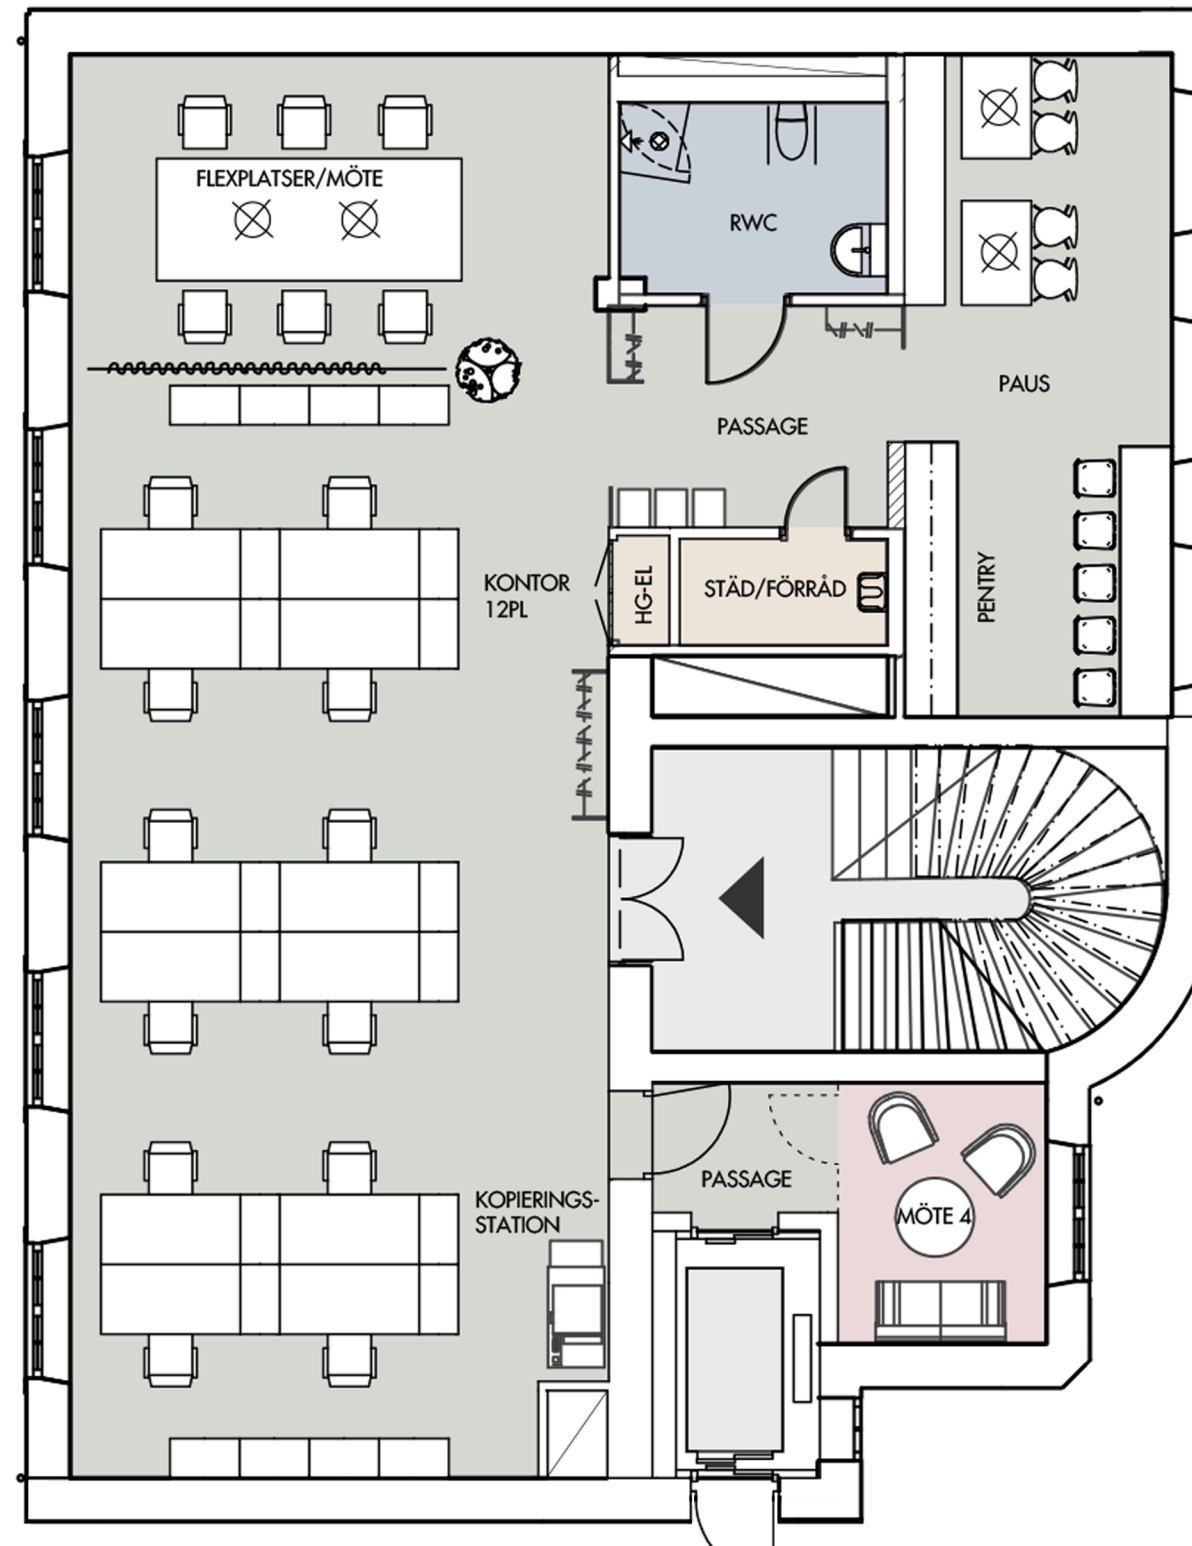 FLEXPLATSER/MÖTE
RWC
PAUS
PASSAGE
KONTOR
12PL
HG-EL
STÄD/FÖRRÅD
PENTRY
PASSAGE
MÖTE 4
KOPIERINGS-
STATION